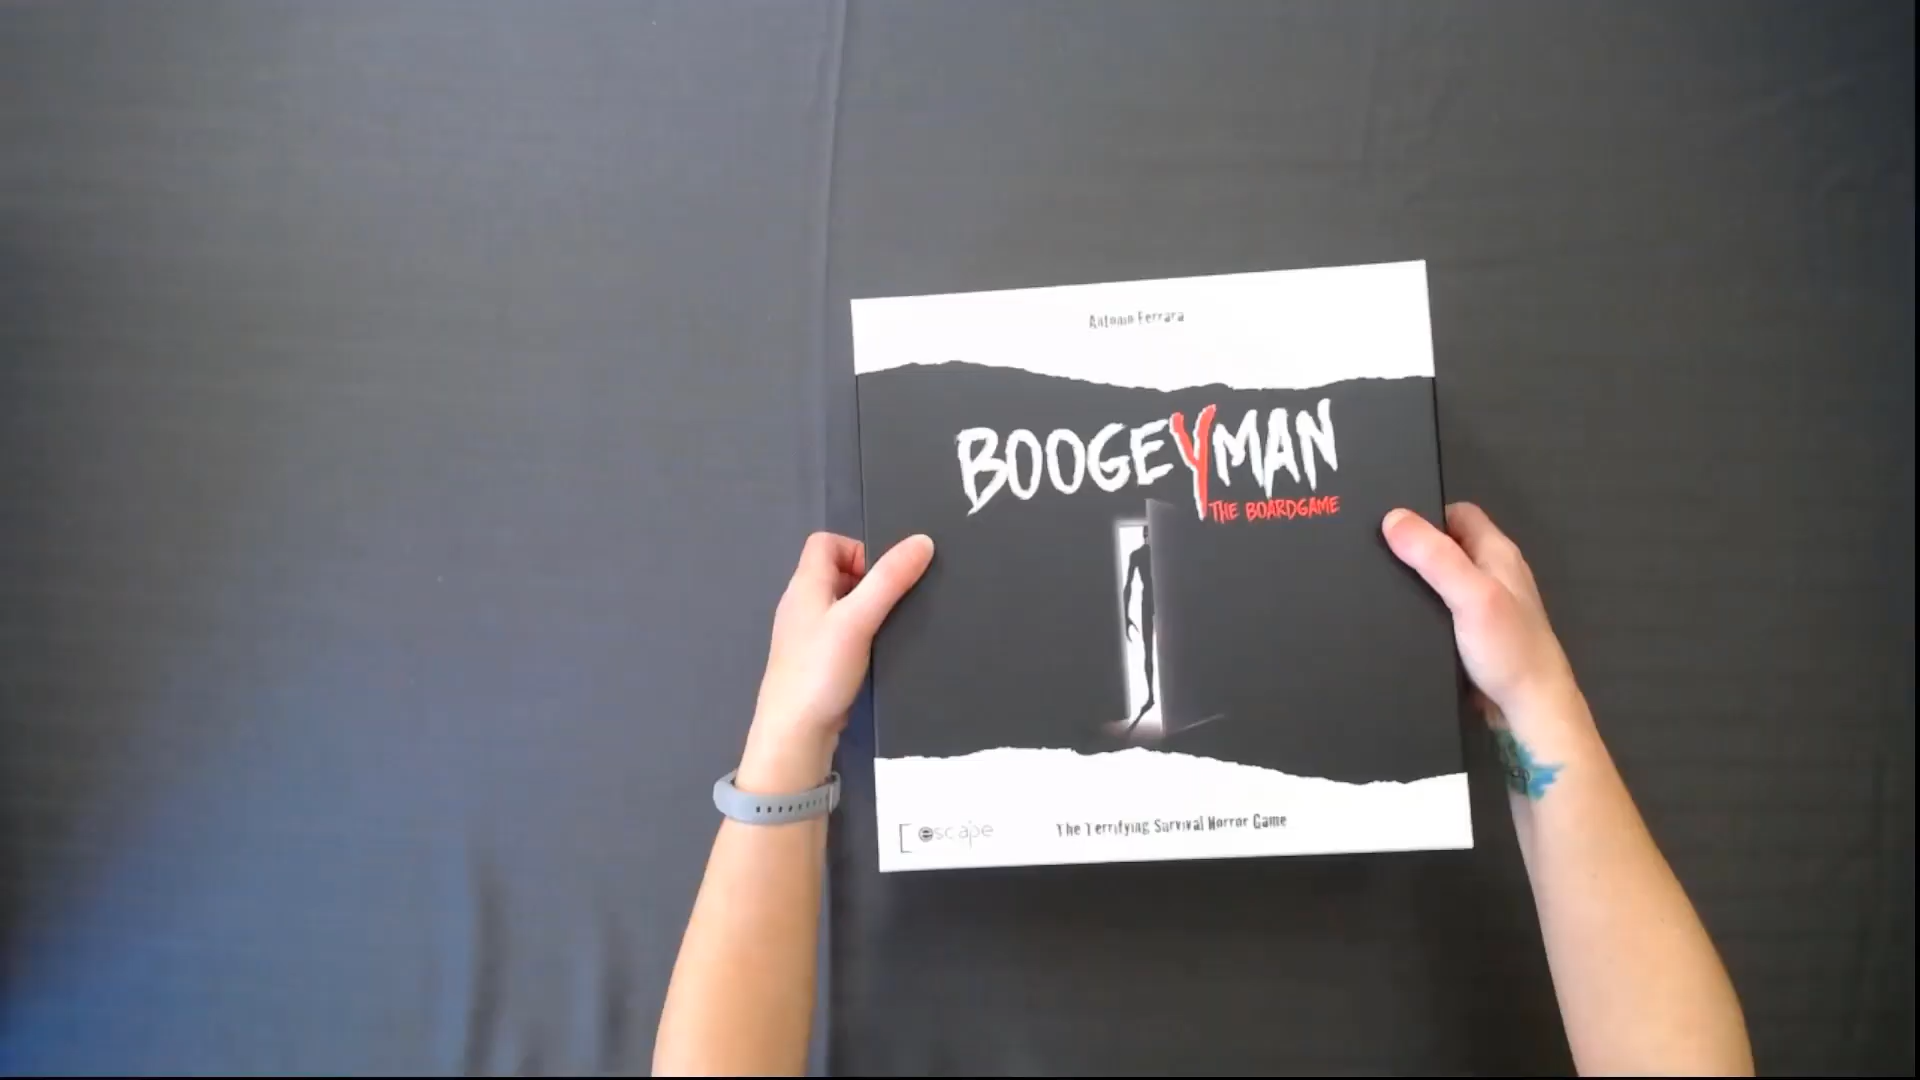 Antonio Ferrara
BOOGEYMAN
THE BOARDGAME
escape
The Terrifying Survival Horror Game